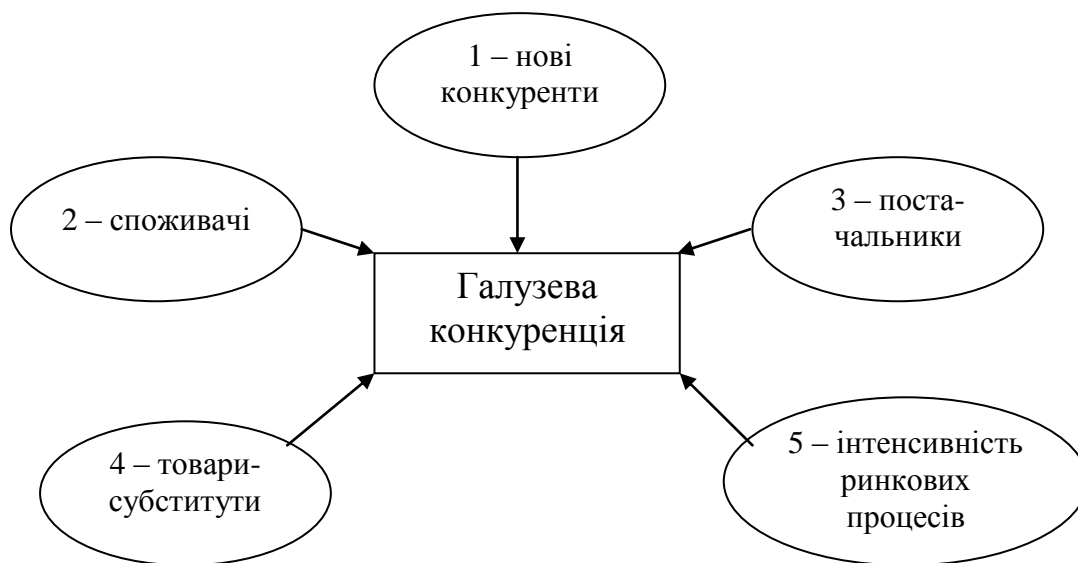 1 – нові
конкуренти
2 – споживачі
3 – поста-
чальники
Галузева
конкуренція
4 – товари-
субститути
5 – інтенсивність
ринкових
процесів